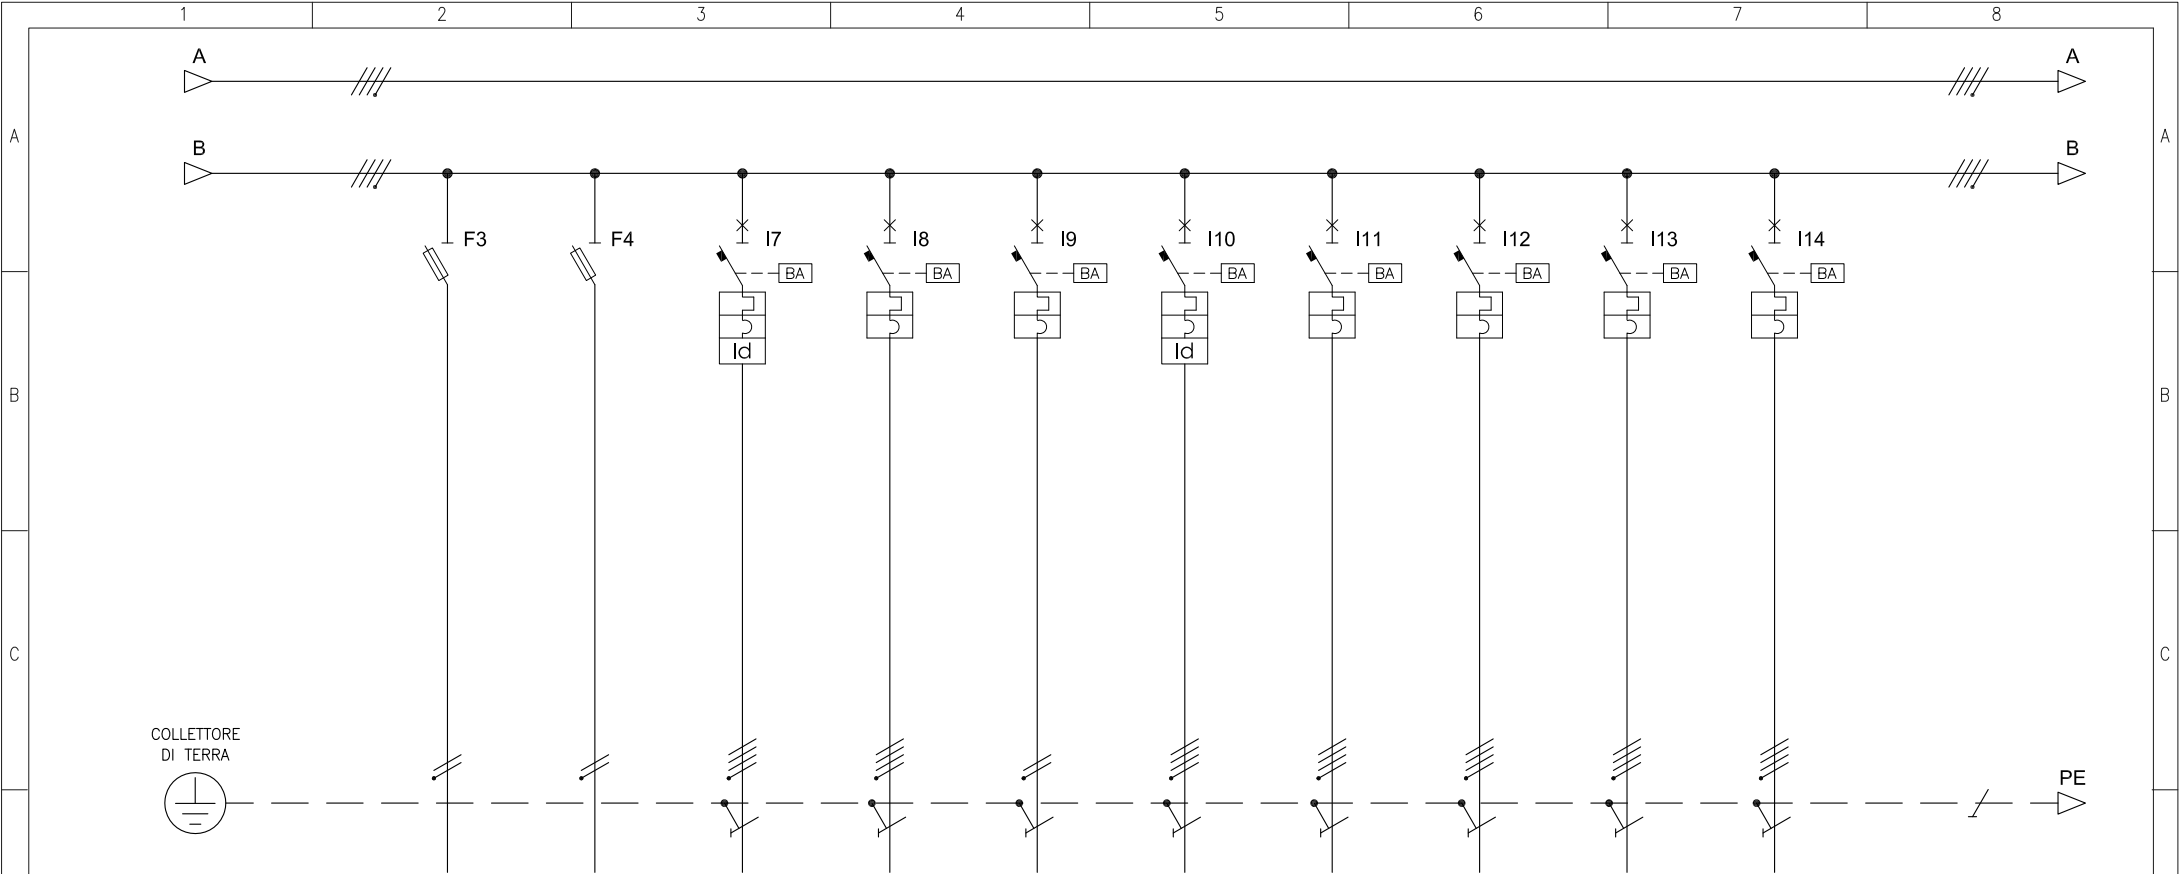 1 2 3 4 5 6 7 8
A A
A A
B B
F3 F4 I7 I8 I9 I10 I11 I12 I13 I14
BA BA BA BA BA BA BA BA
Id Id
B B
C C
COLLETTORE
DI TERRA
PE